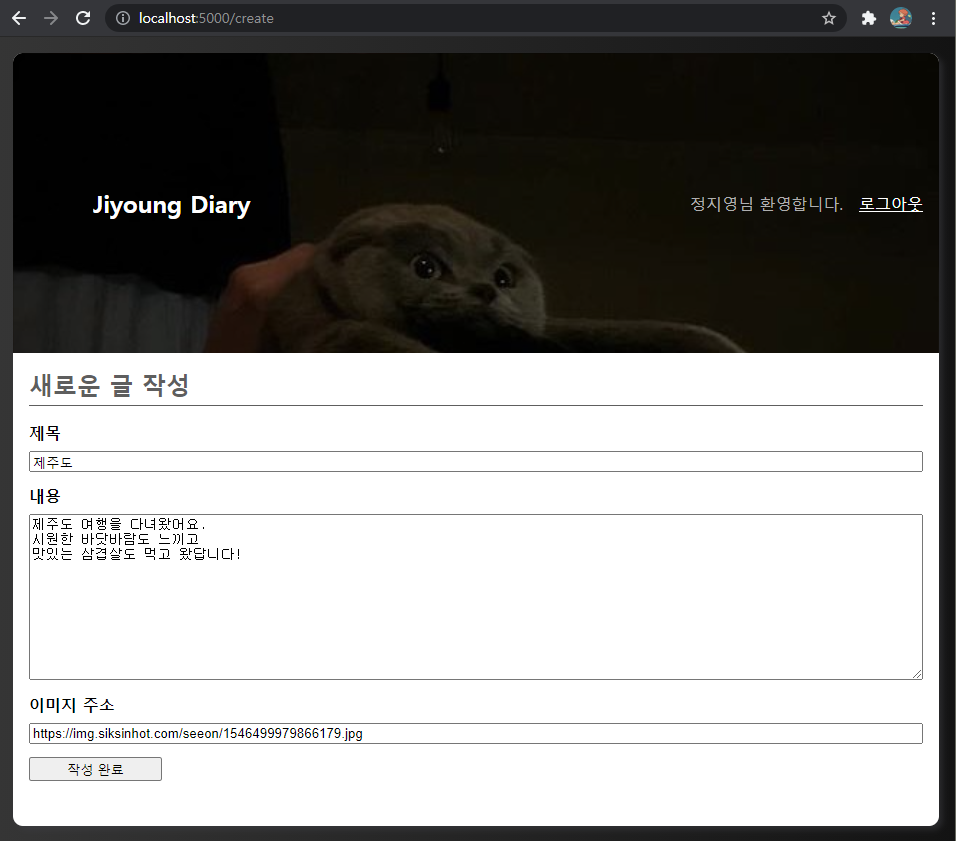 localhost:5000/create
Jiyoung Diary
정지영님 환영합니다. 로그아웃
새로운 글 작성
제목
제주도
내용
제주도 여행을 다녀왔어요.
시원한 바닷바람도 느끼고
맛있는 삼겹살도 먹고 왔답니다!
이미지 주소
https://img.siksinhot.com/seeon/1546499979866179.jpg
작성 완료